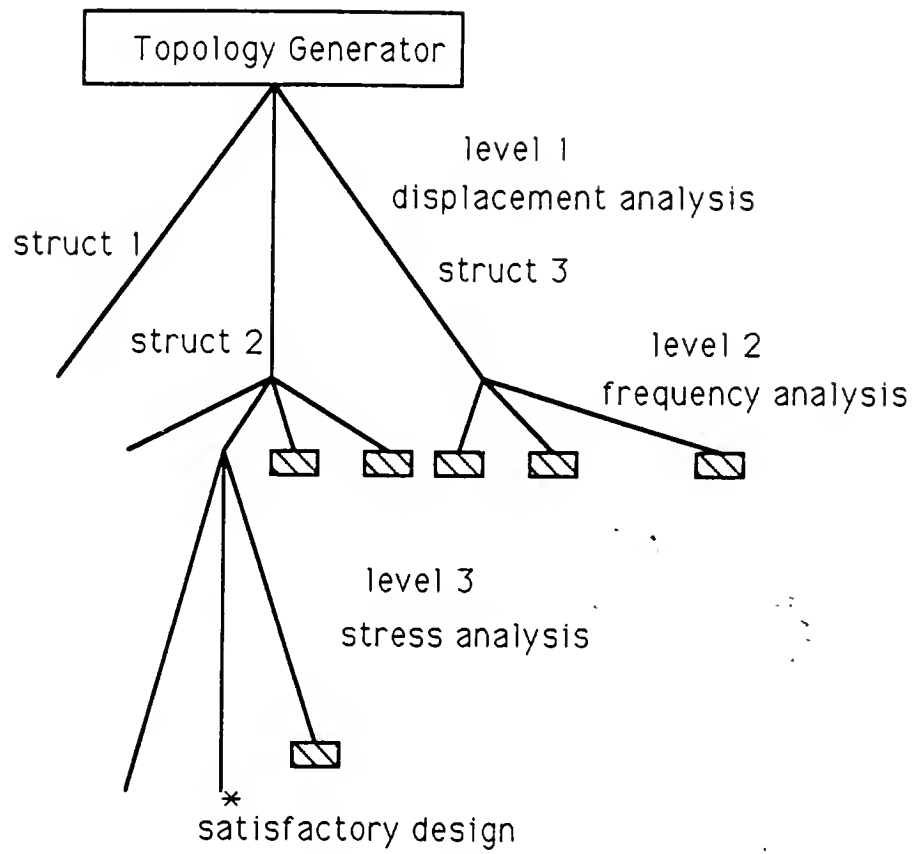 Topology Generator
level 1
displacement analysis
struct 1
struct 3
struct 2
level 2
frequency analysis
level 3
stress analysis
*
satisfactory design